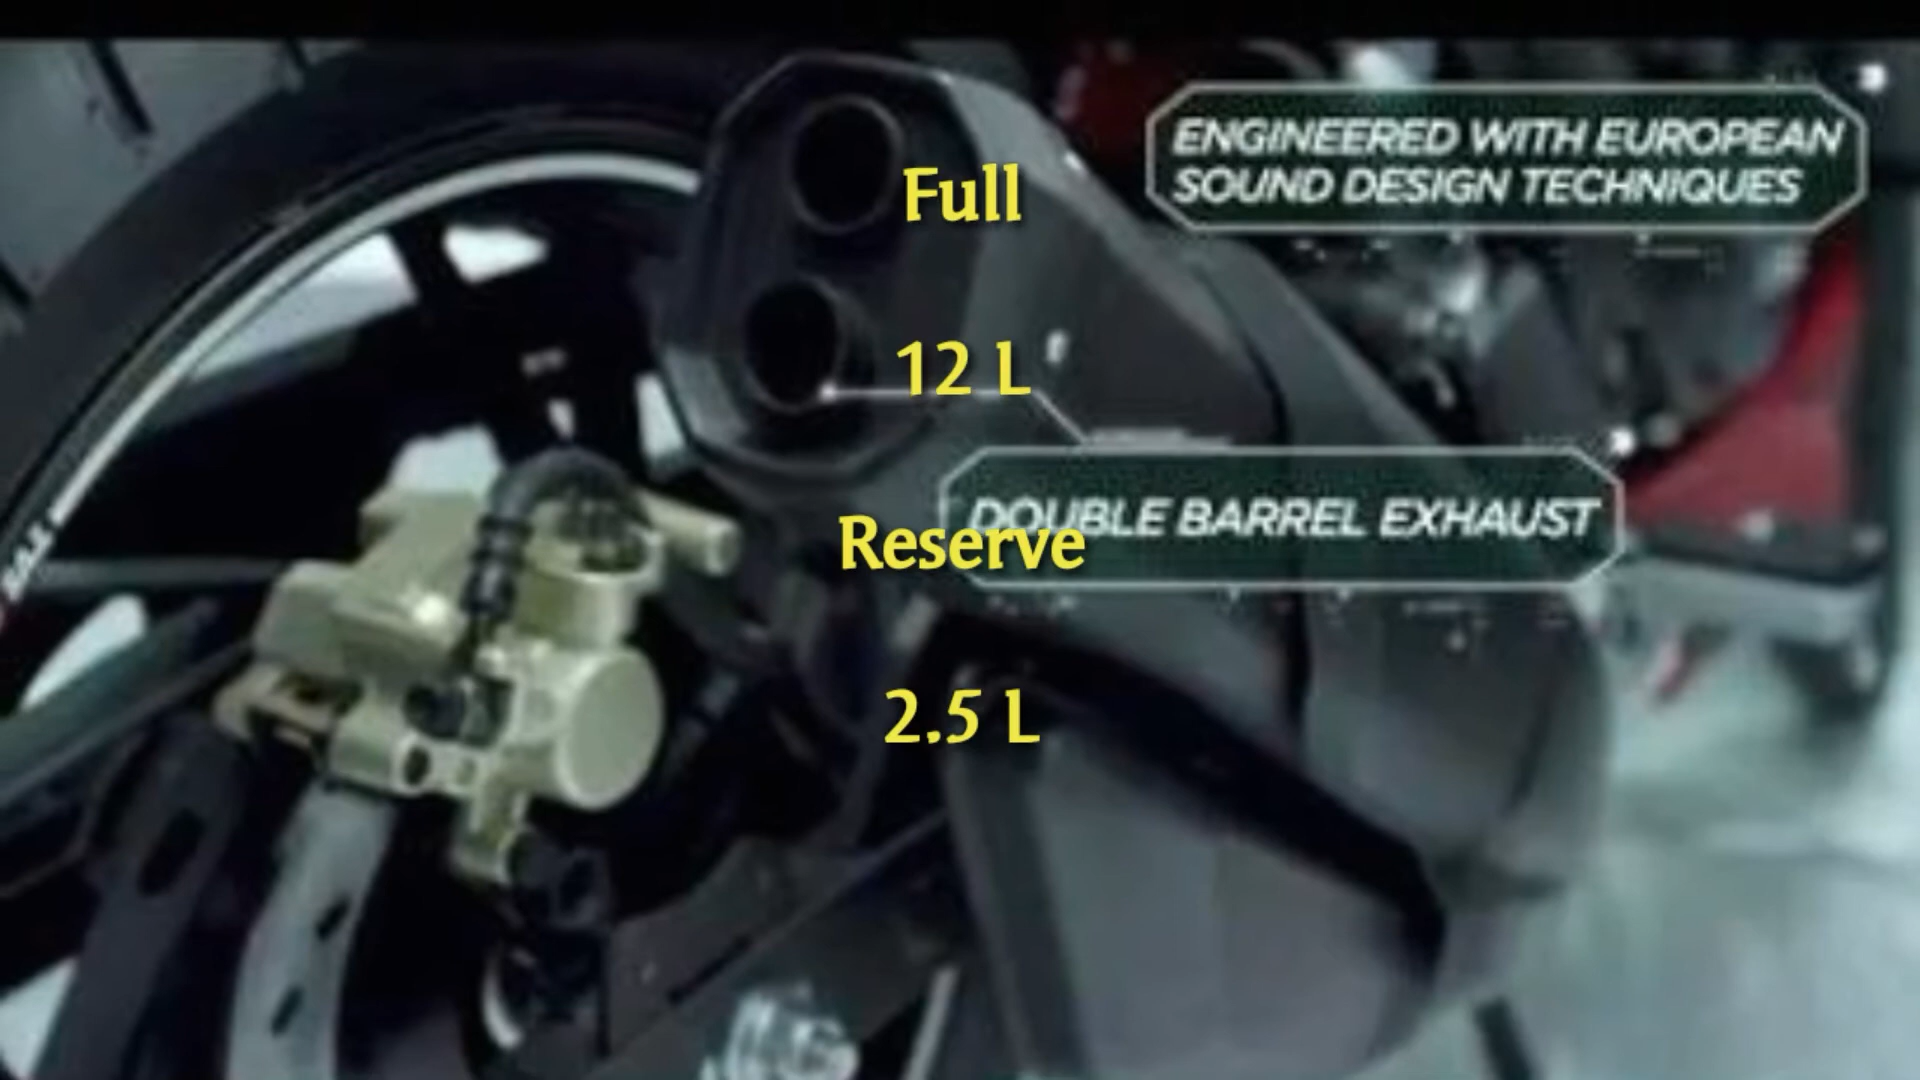 ENGINEERED WITH EUROPEAN
SOUND DESIGN TECHNIQUES
Full
12 L
DOUBLE BARREL EXHAUST
Reserve
2.5 L